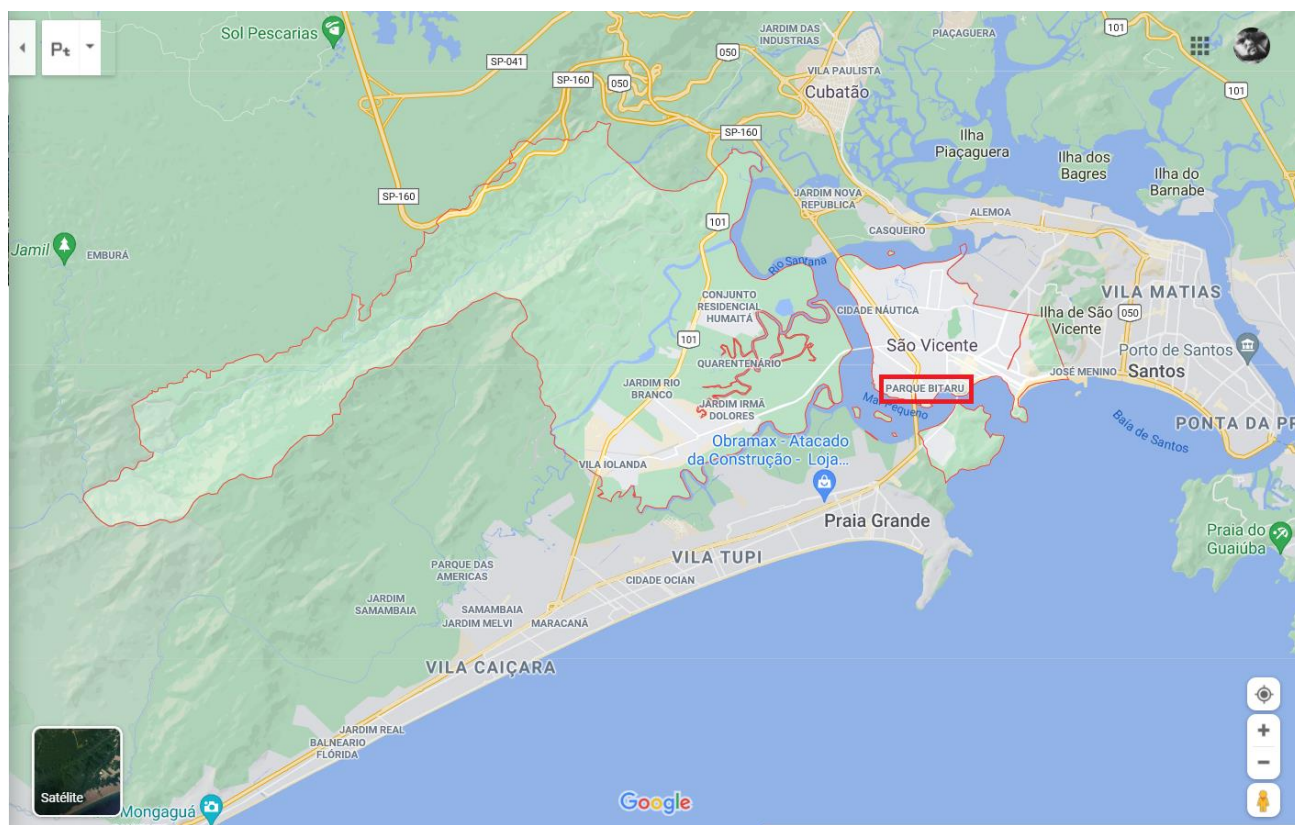 Pt
Sol Pescarias
JARDIM DAS
INDUSTRIAS
PIAÇAGUERA
101
050
SP-041
VILA PAULISTA
SP-160
050
Cubatão
101
SP-160
Ilha
Piaçaguera
Ilha dos
Bagres
Ilha do
Barnabe
SP-160
JARDIM NOVA
REPUBLICA
ALEMOA
101
CASQUEIRO
Jamil
EMBURÁ
Rio Santana
VILA MATIAS
CONJUNTO
RESIDENCIAL
HUMAITÁ
CIDADE NÁUTICA
Ilha de São
Vicente
050
101
São Vicente
Porto de Santos
QUARENTENÁRIO
JOSÉ MENINO
Santos
JARDIM RIO
BRANCO
PARQUE BITARU
JARDIM IRMÃ
DOLORES
Mar Pequeno
Baía de Santos
PONTA DA PR
Obramax - Atacado
da Construção - Loja...
VILA IOLANDA
Praia Grande
Praia do
Guaiúba
VILA TUPI
PARQUE DAS
AMERICAS
CIDADE OCIAN
JARDIM
SAMAMBAIA
SAMAMBAIA
JARDIM MELVI
MARACANÃ
VILA CAIÇARA
JARDIM REAL
BALNEARIO
FLÓRIDA
Satélite
Mongaguá
Google